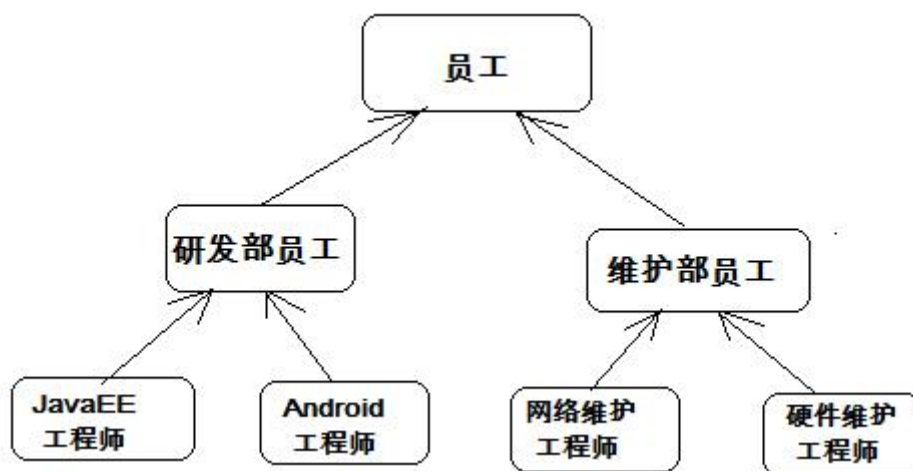 员工
研发部员工
维护部员工
JavaEE
工程师
Android
工程师
网络维护
工程师
硬件维护
工程师